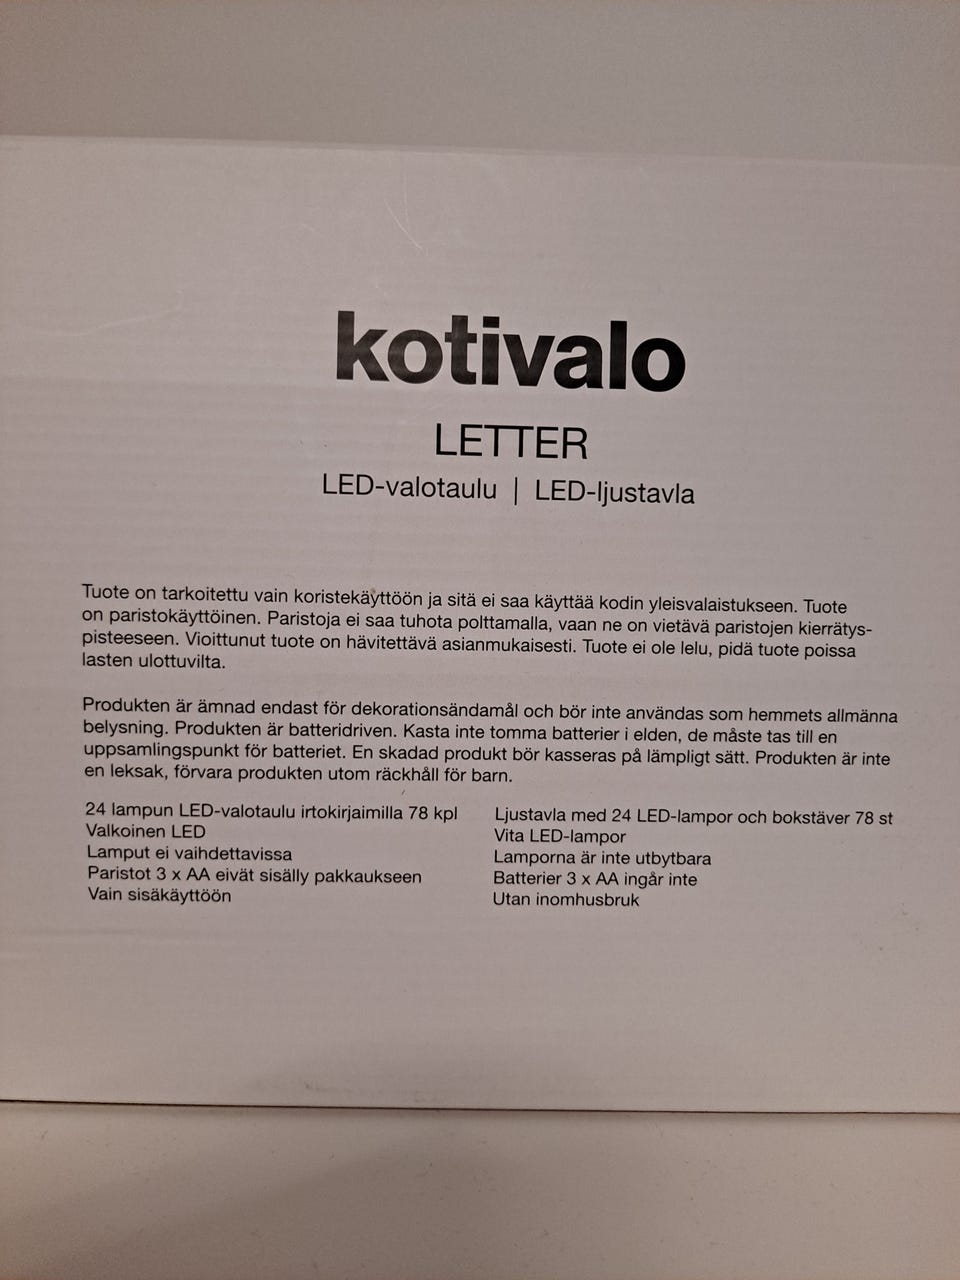 kotivalo
LETTER
LED-valotaulu | LED-ljustavla
Tuote on tarkoitettu vain koristekäyttöön ja sitä ei saa käyttää kodin yleisvalaistukseen. Tuote
on paristokäyttöinen. Paristoja ei saa tuhota polttamalla, vaan ne on vietävä paristojen kierrätys-
pisteeseen. Vioittunut tuote on hävitettävä asianmukaisesti. Tuote ei ole lelu, pidä tuote poissa
lasten ulottuvilta.
Produkten är ämnad endast för dekorationsändamål och bör inte användas som hemmets allmänna
belysning. Produkten är batteridriven. Kasta inte tomma batterier i elden, de måste tas till en
uppsamlingspunkt för batteriet. En skadad produkt bör kasseras på lämpligt sätt. Produkten är inte
en leksak, förvara produkten utom räckhåll för barn.
24 lampun LED-valotaulu irtokirjaimilla 78 kpl
Valkoinen LED
Lamput ei vaihdettavissa
Paristot 3 x AA eivät sisälly pakkaukseen
Vain sisäkäyttöön
Ljustavla med 24 LED-lampor och bokstäver 78 st
Vita LED-lampor
Lamporna är inte utbytbara
Batterier 3 x AA ingår inte
Utan inomhusbruk